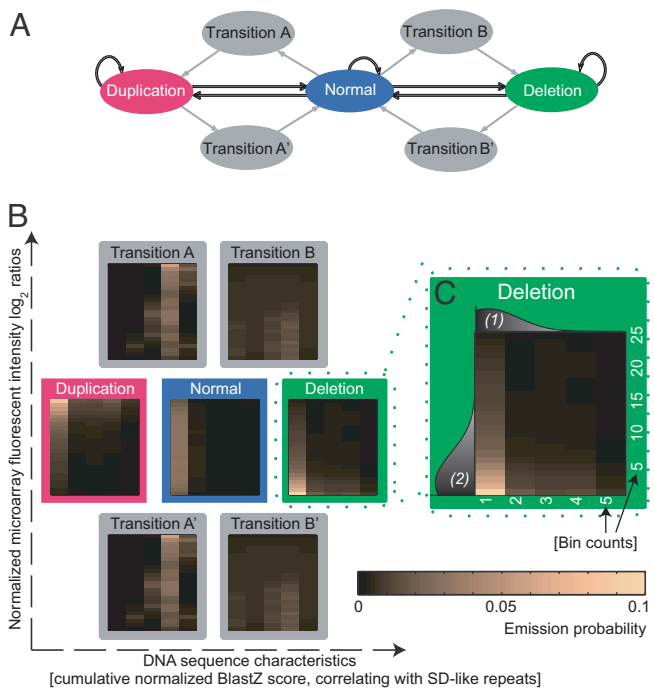 A
Transition A
Transition B
Duplication
Normal
Deletion
Transition A'
Transition B'
B
Normalized microarray fluorescent intensity log2 ratios
Transition A
Transition B
Duplication
Normal
Deletion
Transition A'
Transition B'
C
Deletion
(1)
(2)
25
20
15
10
5
1
2
3
4
5
[Bin counts]
0
0.05
0.1
Emission probability
DNA sequence characteristics
[cumulative normalized BlastZ score, correlating with SD-like repeats]